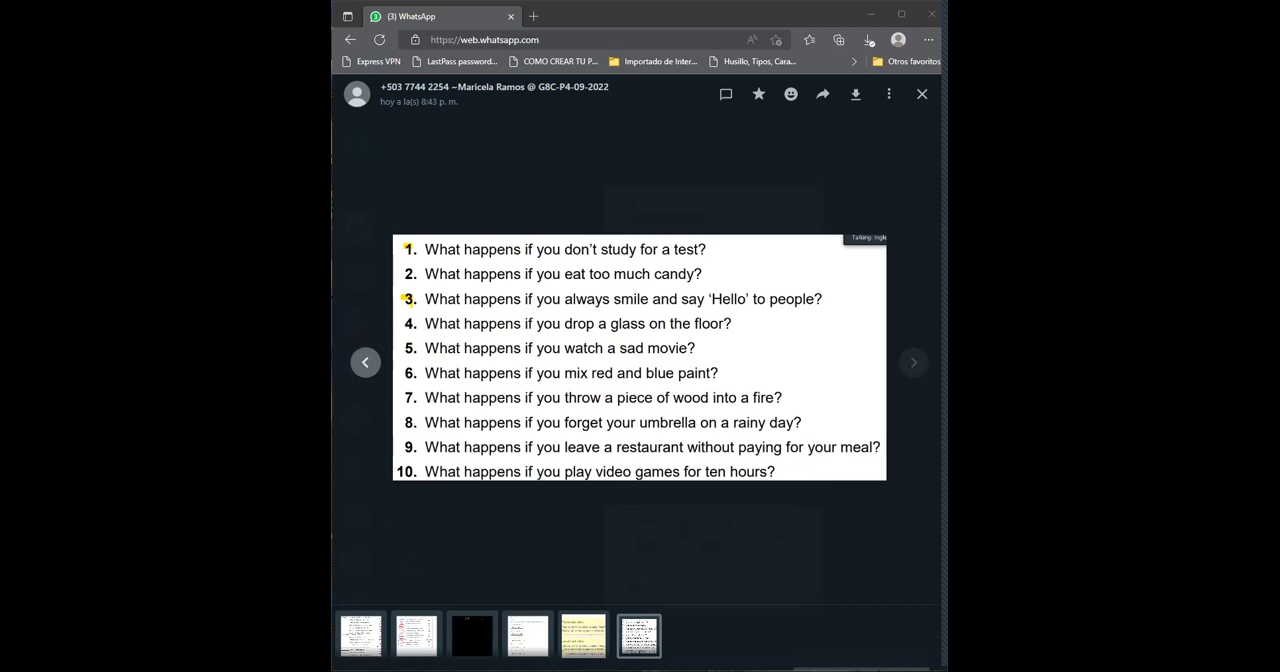 (3) WhatsApp
https://web.whatsapp.com
Express VPN
LastPass password...
COMO CREAR TU P...
Importado de Inter...
Husillo, Tipos, Cara...
Otros favoritos
+503 7744 2254 ~Maricela Ramos @ G8C-P4-09-2022
hoy a la(s) 8:43 p. m.
Talking: Ingle
1. What happens if you don't study for a test?
2. What happens if you eat too much candy?
3. What happens if you always smile and say ‘Hello’ to people?
4. What happens if you drop a glass on the floor?
5. What happens if you watch a sad movie?
6. What happens if you mix red and blue paint?
7. What happens if you throw a piece of wood into a fire?
8. What happens if you forget your umbrella on a rainy day?
9. What happens if you leave a restaurant without paying for your meal?
10. What happens if you play video games for ten hours?